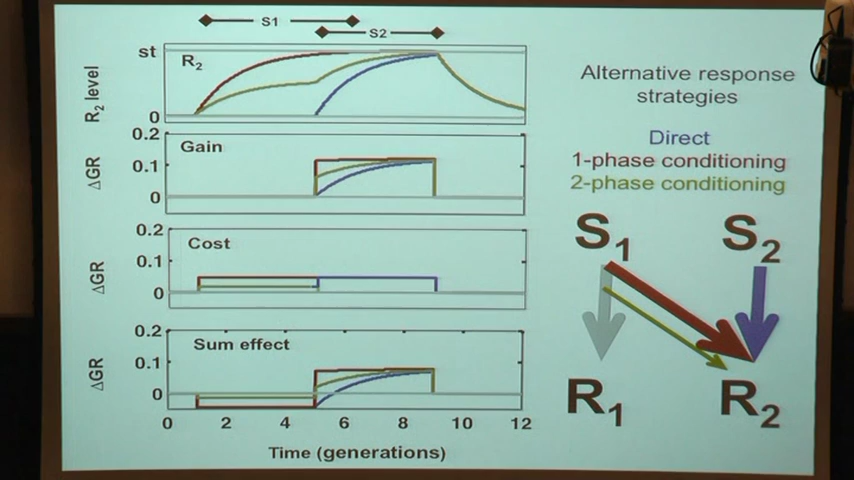 S1
S2
st
R₂
R₂ level
0
0.2
Gain
ΔGR
0.1
0
0.2
Cost
ΔGR
0.1
0
0.2
Sum effect
ΔGR
0.1
0
0 2 4 6 8 10 12
Time (generations)
Alternative response
strategies
Direct
1-phase conditioning
2-phase conditioning
S₁ S₂
R₁ R₂